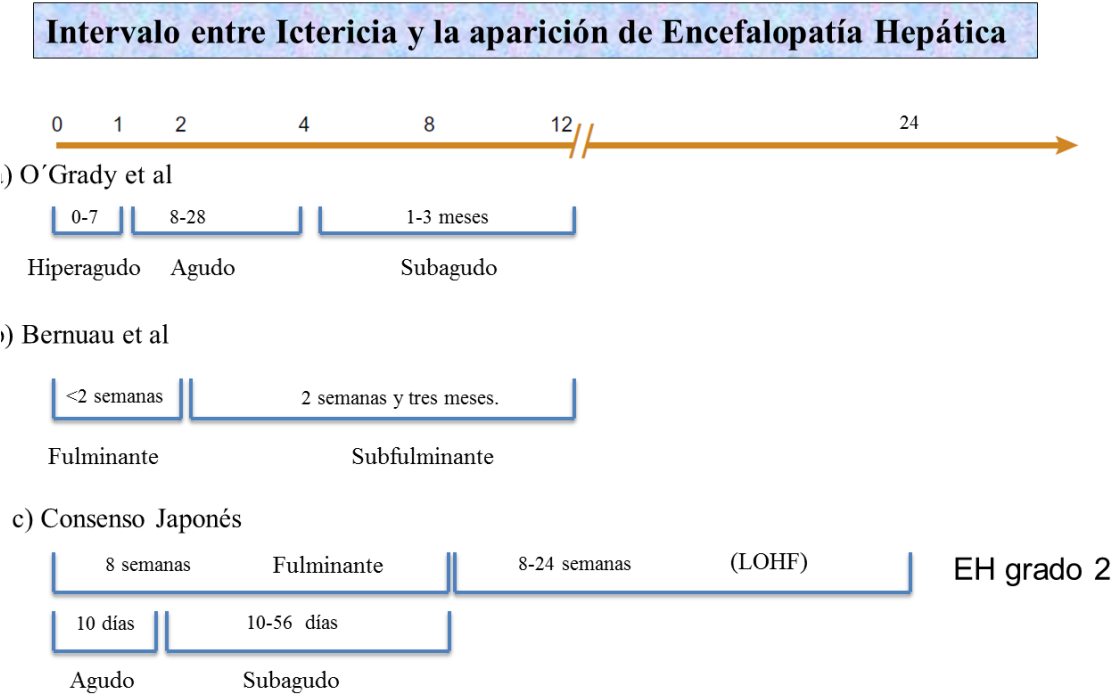 Intervalo entre Ictericia y la aparición de Encefalopatía Hepática
0 1 2 4 8 12 24
) O´Grady et al
0-7 8-28 1-3 meses
Hiperagudo Agudo Subagudo
) Bernuau et al
<2 semanas 2 semanas y tres meses.
Fulminante Subfulminante
c) Consenso Japonés
8 semanas Fulminante 8-24 semanas (LOHF) EH grado 2
10 días 10-56 días
Agudo Subagudo